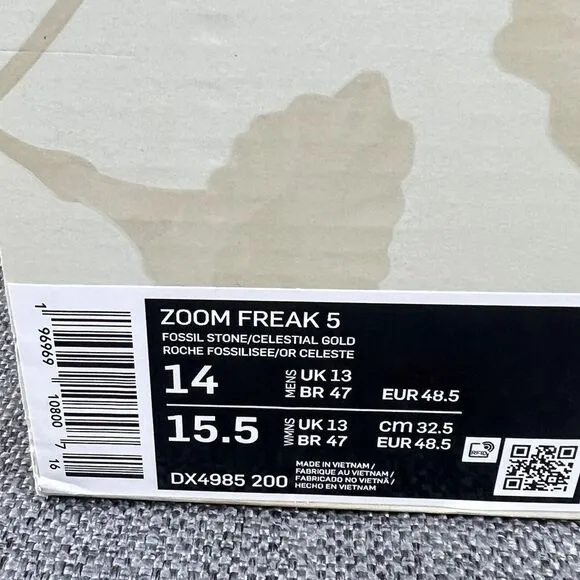 ZOOM FREAK 5
FOSSIL STONE/CELESTIAL GOLD
ROCHE FOSSILISEE/OR CELESTE
14 MENS UK 13 BR 47 EUR 48.5
15.5 WMNS UK 13 BR 47 cm 32.5 EUR 48.5
DX4985 200
MADE IN VIETNAM /
FABRIQUE AU VIETNAM /
FABRICADO NO VIETNÃ /
HECHO EN VIETNAM
RFID
1 96969 10800 7 16